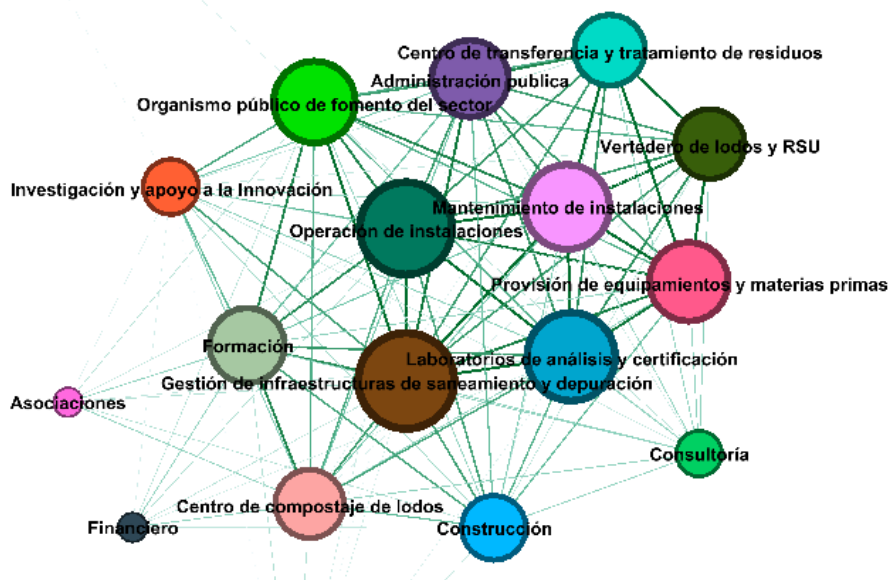 Centro de transferencia y tratamiento de residuos
Administración publica
Organismo público de fomento del sector
Vertedero de lodos y RSU
Investigación y apoyo a la Innovación
Mantenimiento de instalaciones
Operación de instalaciones
Provisión de equipamientos y materias primas
Formación
Laboratorios de análisis y certificación
Gestión de infraestructuras de saneamiento y depuración
Asociaciones
Consultoría
Centro de compostaje de lodos
Financiero
Construcción